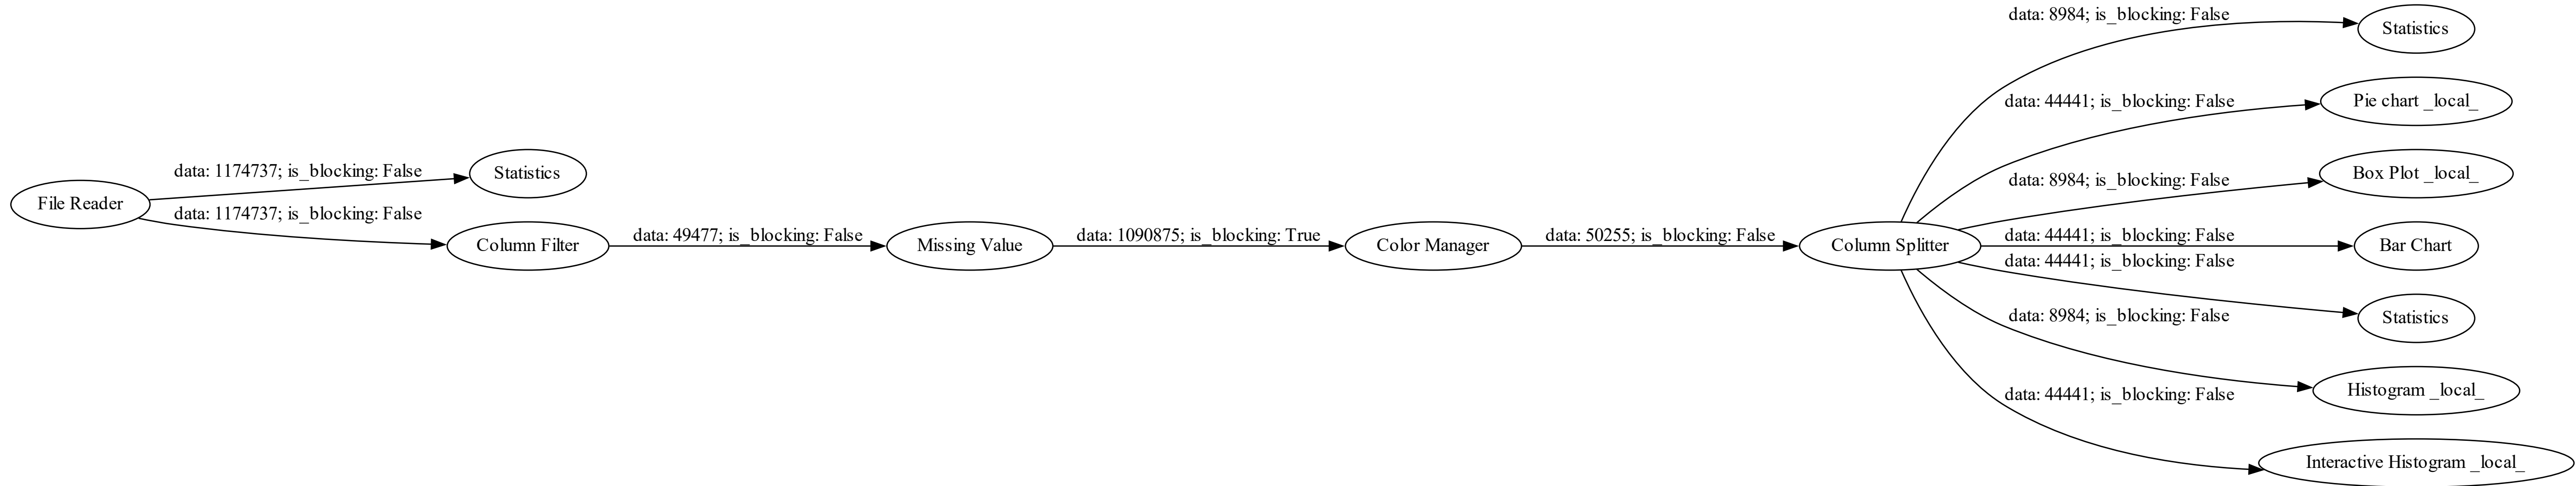 File Reader
data: 1174737; is_blocking: False
Statistics
data: 1174737; is_blocking: False
Column Filter
data: 49477; is_blocking: False
Missing Value
data: 1090875; is_blocking: True
Color Manager
data: 50255; is_blocking: False
Column Splitter
data: 8984; is_blocking: False
Statistics
data: 44441; is_blocking: False
Pie chart _local_
data: 8984; is_blocking: False
Box Plot _local_
data: 44441; is_blocking: False
Bar Chart
data: 44441; is_blocking: False
Statistics
data: 8984; is_blocking: False
Histogram _local_
data: 44441; is_blocking: False
Interactive Histogram _local_